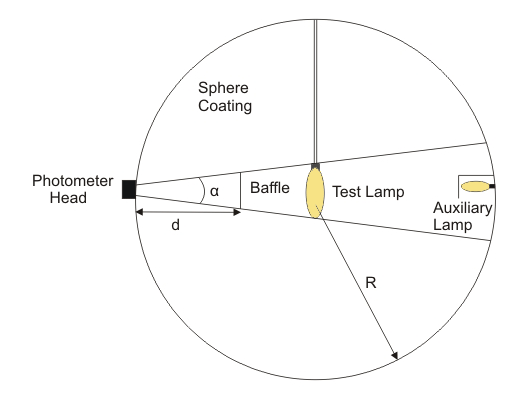 Sphere
Coating
Photometer
Head
α
Baffle
Test Lamp
Auxiliary
Lamp
d
R